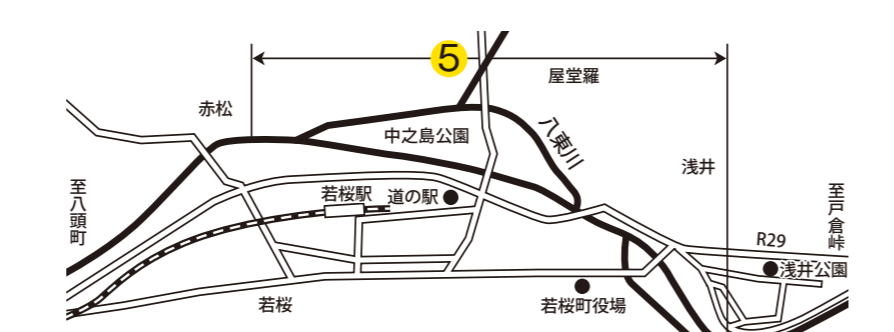 5
屋堂羅
赤松
中之島公園
八東川
浅井
至八頭町
若桜駅
道の駅
至戸倉峠
R29
浅井公園
若桜
若桜町役場